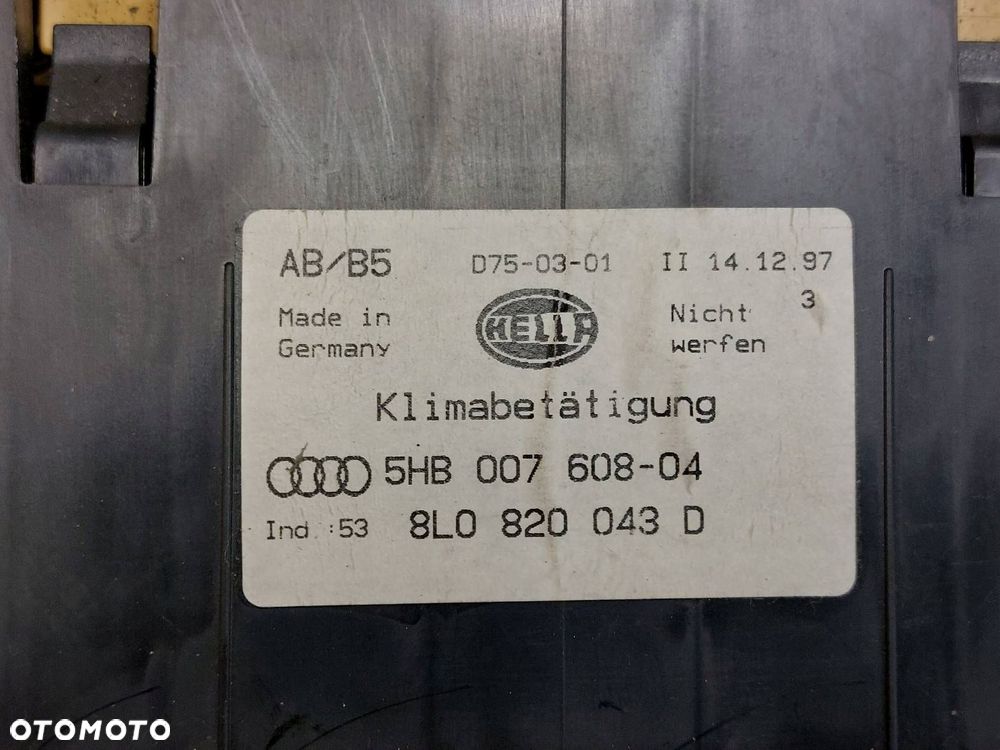 AB/B5 D75-03-01 II 14.12.97
3
Made in Germany
HELLA
Nicht werfen
Klimabetätigung
5HB 007 608-04
Ind.:53 8L0 820 043 D
OTOMOTO